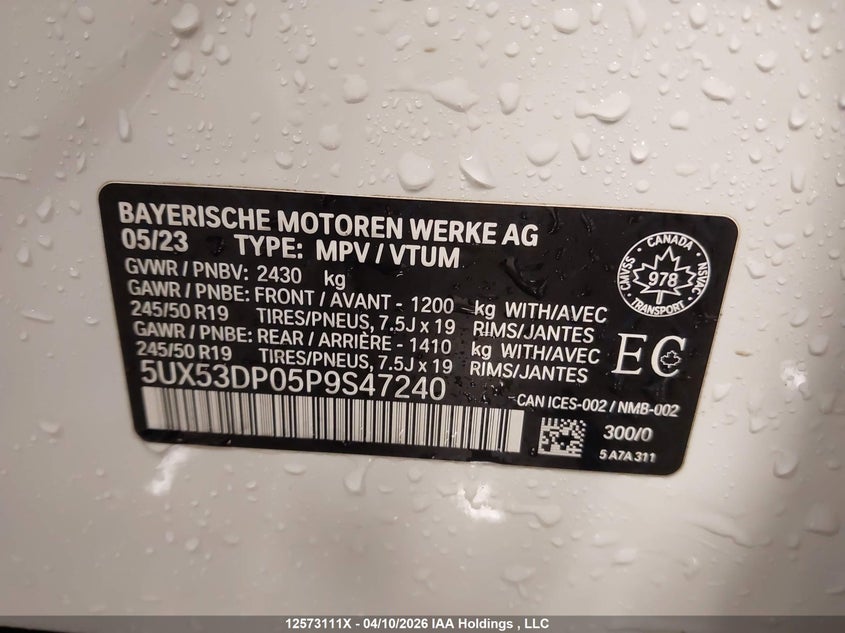 BAYERISCHE MOTOREN WERKE AG
05/23 TYPE: MPV / VTUM
GVWR / PNBV: 2430 kg
GAWR / PNBE: FRONT / AVANT - 1200 kg WITH/AVEC
245/50 R19 TIRES/PNEUS, 7.5J x 19 RIMS/JANTES
GAWR / PNBE: REAR / ARRIÈRE - 1410 kg WITH/AVEC
245/50 R19 TIRES/PNEUS, 7.5J x 19 RIMS/JANTES
5UX53DP05P9S47240
CANADA
CMVSS 978 NSVAC
TRANSPORT
EC
CAN ICES-002 / NMB-002
300/0
5 A7A 311
12573111X - 04/10/2026 IAA Holdings , LLC